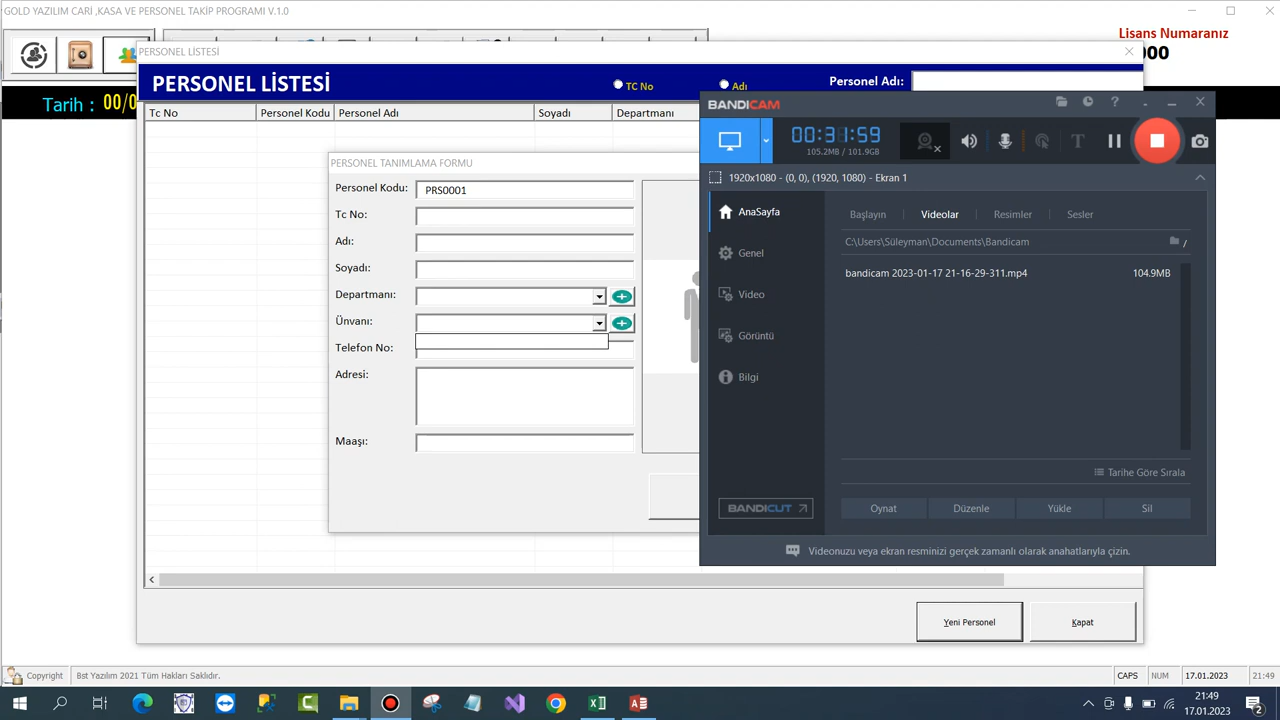 GOLD YAZILIM CARİ ,KASA VE PERSONEL TAKİP PROGRAMI V.1.0
Lisans Numaranız
000
Tarih : 00/0
PERSONEL LİSTESİ
PERSONEL LİSTESİ
TC No
Adı
Personel Adı:
Tc No
Personel Kodu
Personel Adı
Soyadı
Departmanı
PERSONEL TANIMLAMA FORMU
Personel Kodu:
PRS0001
Tc No:
Adı:
Soyadı:
Departmanı:
Ünvanı:
Telefon No:
Adresi:
Maaşı:
BANDICAM
00:31:59
105.2MB / 101.9GB
1920x1080 - (0, 0), (1920, 1080) - Ekran 1
AnaSayfa
Genel
Video
Görüntü
Bilgi
Başlayın
Videolar
Resimler
Sesler
C:\Users\Süleyman\Documents\Bandicam
bandicam 2023-01-17 21-16-29-311.mp4
104.9MB
Tarihe Göre Sırala
BANDICUT
Oynat
Düzenle
Yükle
Sil
Videonuzu veya ekran resminizi gerçek zamanlı olarak anahatlarıyla çizin.
Yeni Personel
Kapat
Copyright
Bst Yazılım 2021 Tüm Hakları Saklıdır.
CAPS
NUM
17.01.2023
21:49
21:49
17.01.2023
2